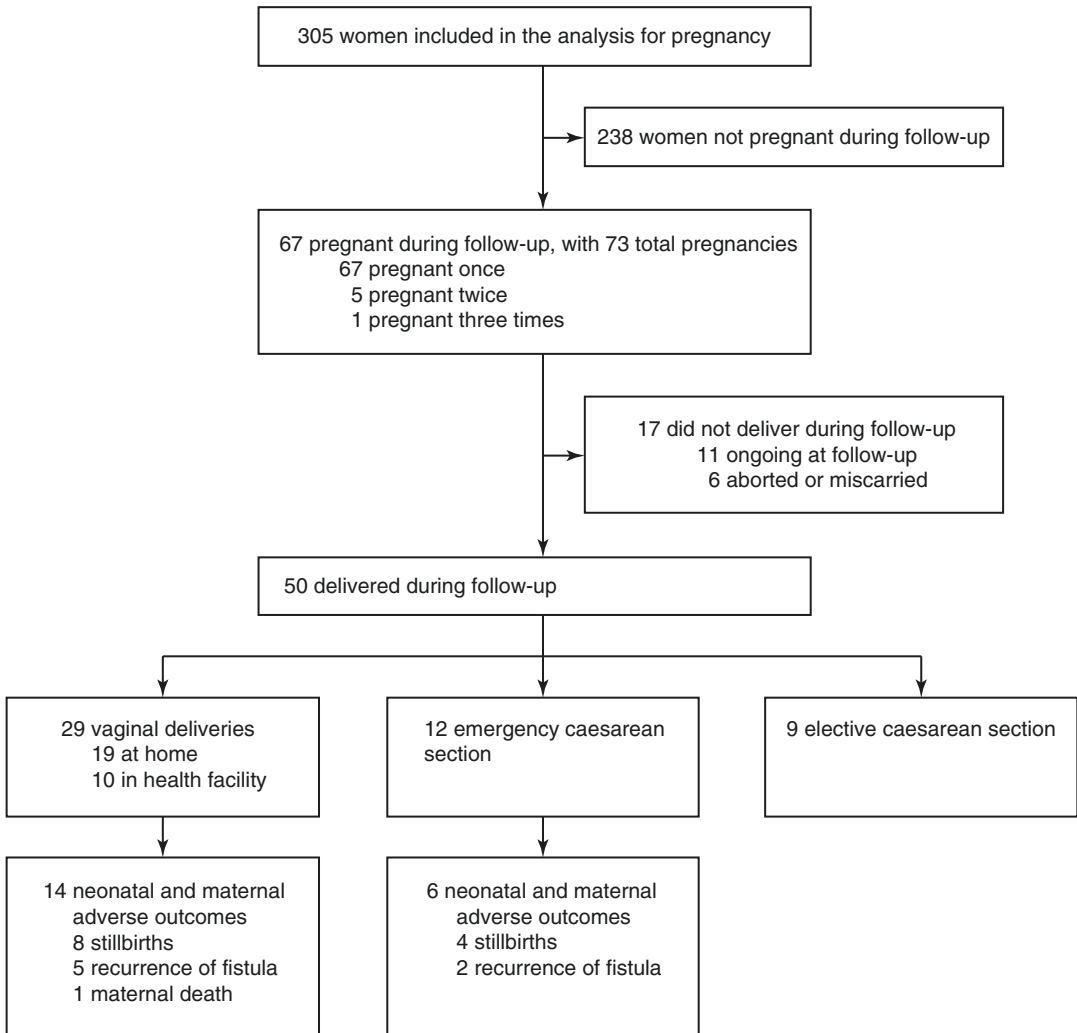 305 women included in the analysis for pregnancy
238 women not pregnant during follow-up
67 pregnant during follow-up, with 73 total pregnancies
67 pregnant once
5 pregnant twice
1 pregnant three times
17 did not deliver during follow-up
11 ongoing at follow-up
6 aborted or miscarried
50 delivered during follow-up
29 vaginal deliveries
19 at home
10 in health facility
12 emergency caesarean
section
9 elective caesarean section
14 neonatal and maternal
adverse outcomes
8 stillbirths
5 recurrence of fistula
1 maternal death
6 neonatal and maternal
adverse outcomes
4 stillbirths
2 recurrence of fistula